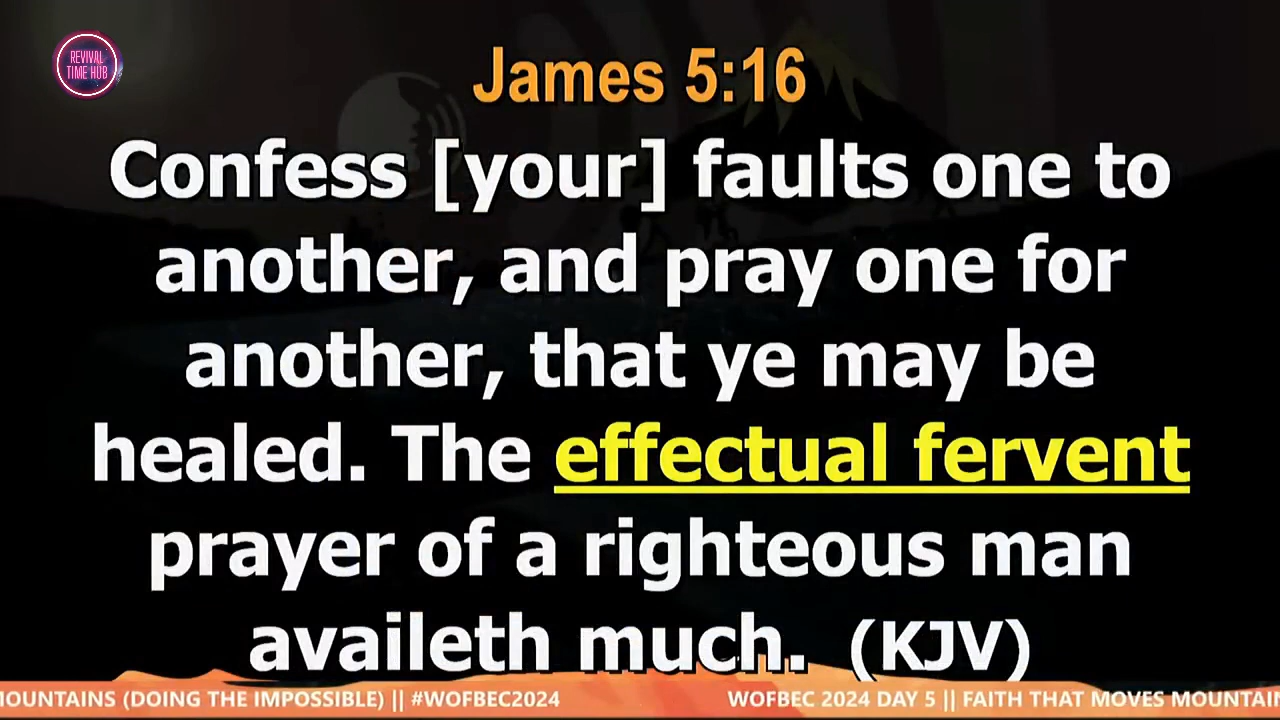 REVIVAL
TIME HUB
James 5:16
Confess [your] faults one to
another, and pray one for
another, that ye may be
healed. The effectual fervent
prayer of a righteous man
availeth much. (KJV)
MOUNTAINS (DOING THE IMPOSSIBLE) || #WOFBEC2024 WOFBEC 2024 DAY 5 || FAITH THAT MOVES MOUNTAIN